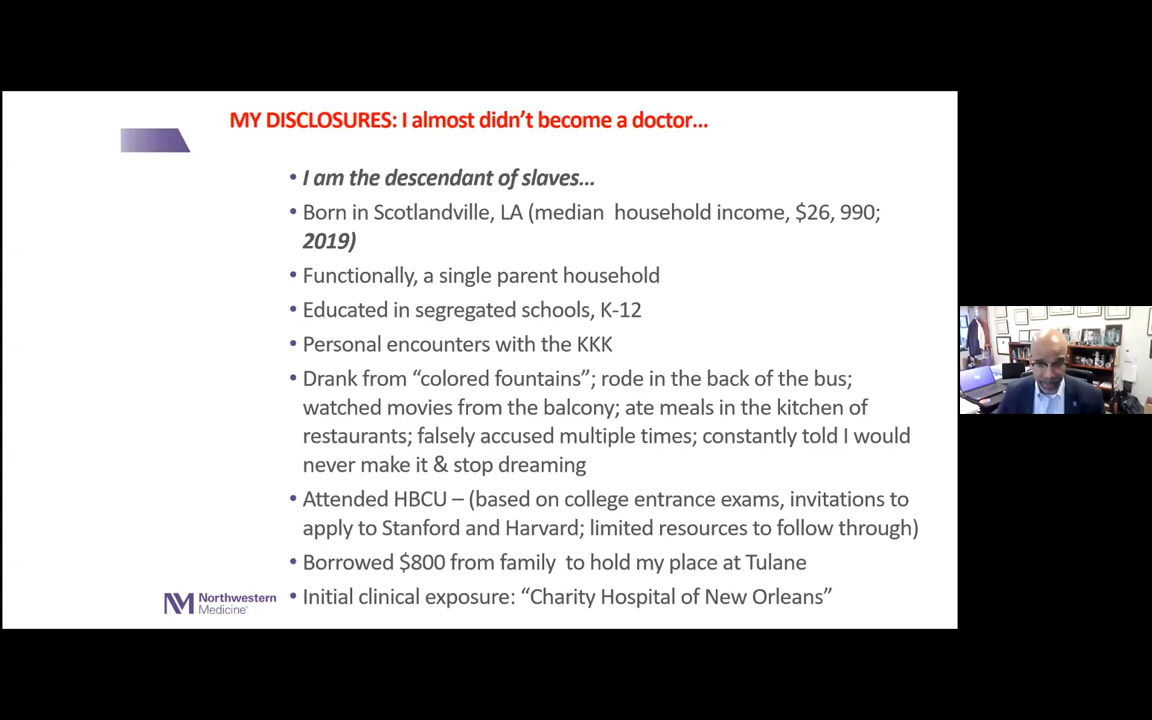 MY DISCLOSURES: I almost didn't become a doctor...
• I am the descendant of slaves...
• Born in Scotlandville, LA (median household income, $26, 990;
2019)
• Functionally, a single parent household
• Educated in segregated schools, K-12
• Personal encounters with the KKK
• Drank from “colored fountains”; rode in the back of the bus;
watched movies from the balcony; ate meals in the kitchen of
restaurants; falsely accused multiple times; constantly told I would
never make it & stop dreaming
• Attended HBCU – (based on college entrance exams, invitations to
apply to Stanford and Harvard; limited resources to follow through)
• Borrowed $800 from family to hold my place at Tulane
• Initial clinical exposure: “Charity Hospital of New Orleans”
NM Northwestern
Medicine®